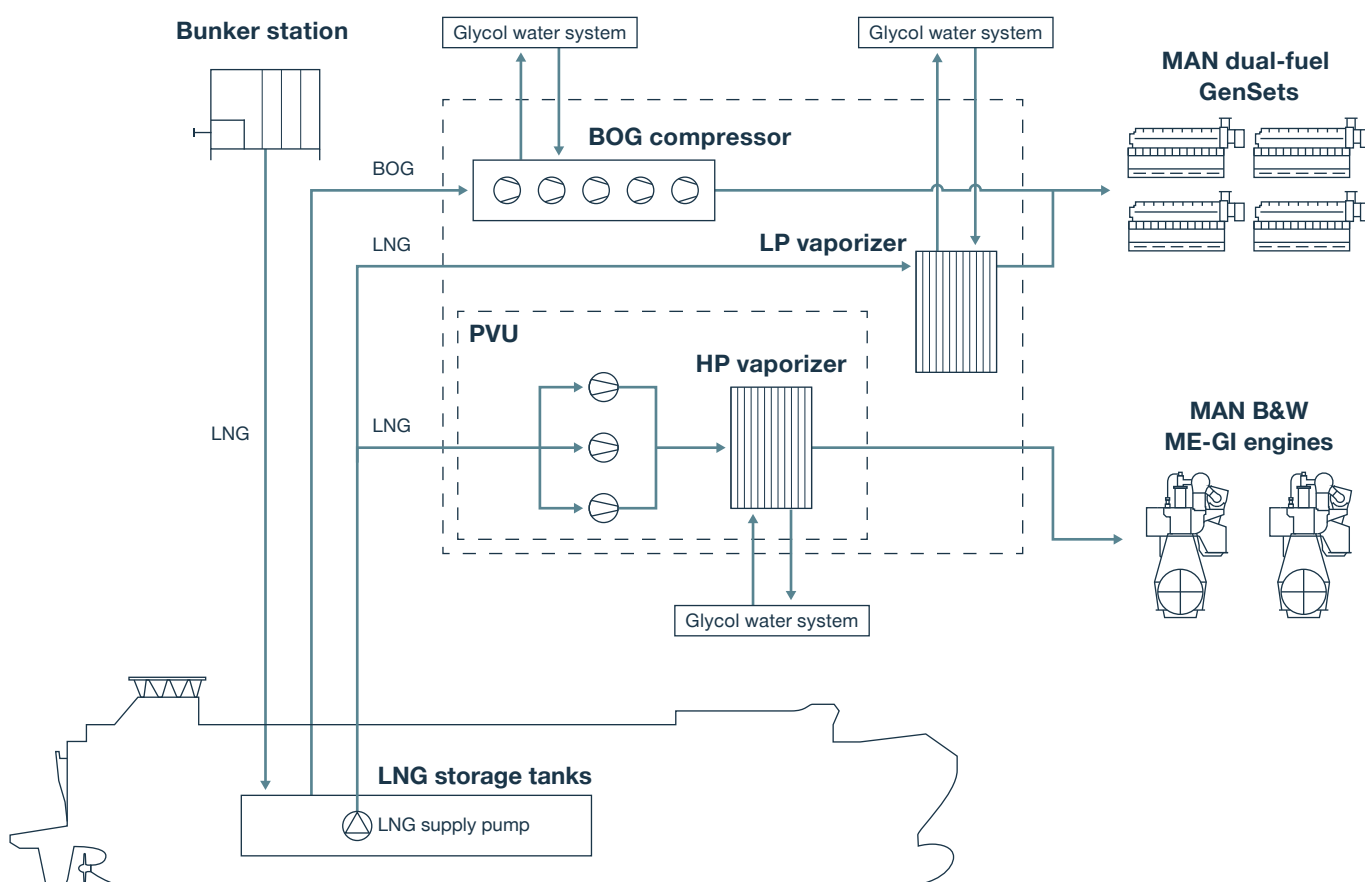 Bunker station
Glycol water system
Glycol water system
MAN dual-fuel
GenSets
BOG compressor
BOG
LNG
LP vaporizer
PVU
HP vaporizer
LNG
LNG
MAN B&W
ME-GI engines
Glycol water system
LNG storage tanks
LNG supply pump